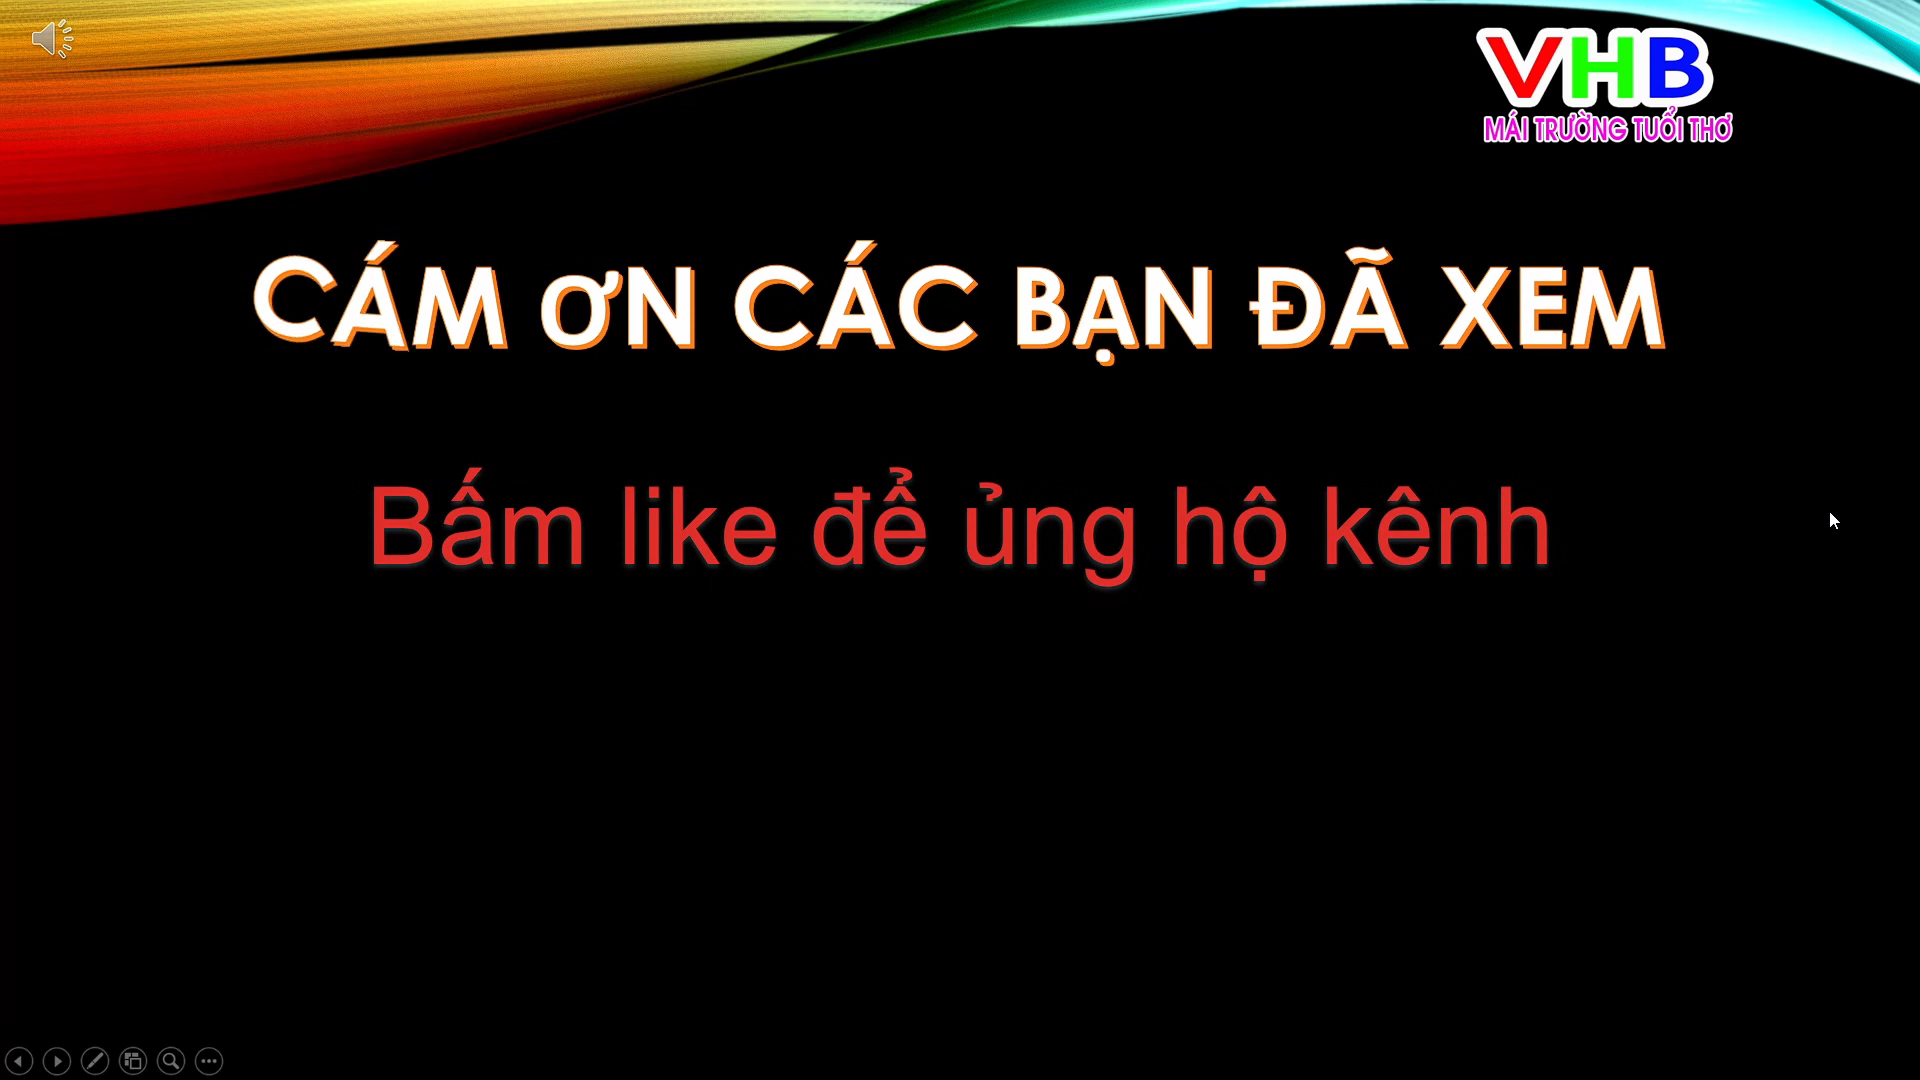 VHB
MÁI TRƯỜNG TUỔI THƠ
CÁM ƠN CÁC BẠN ĐÃ XEM
Bấm like để ủng hộ kênh